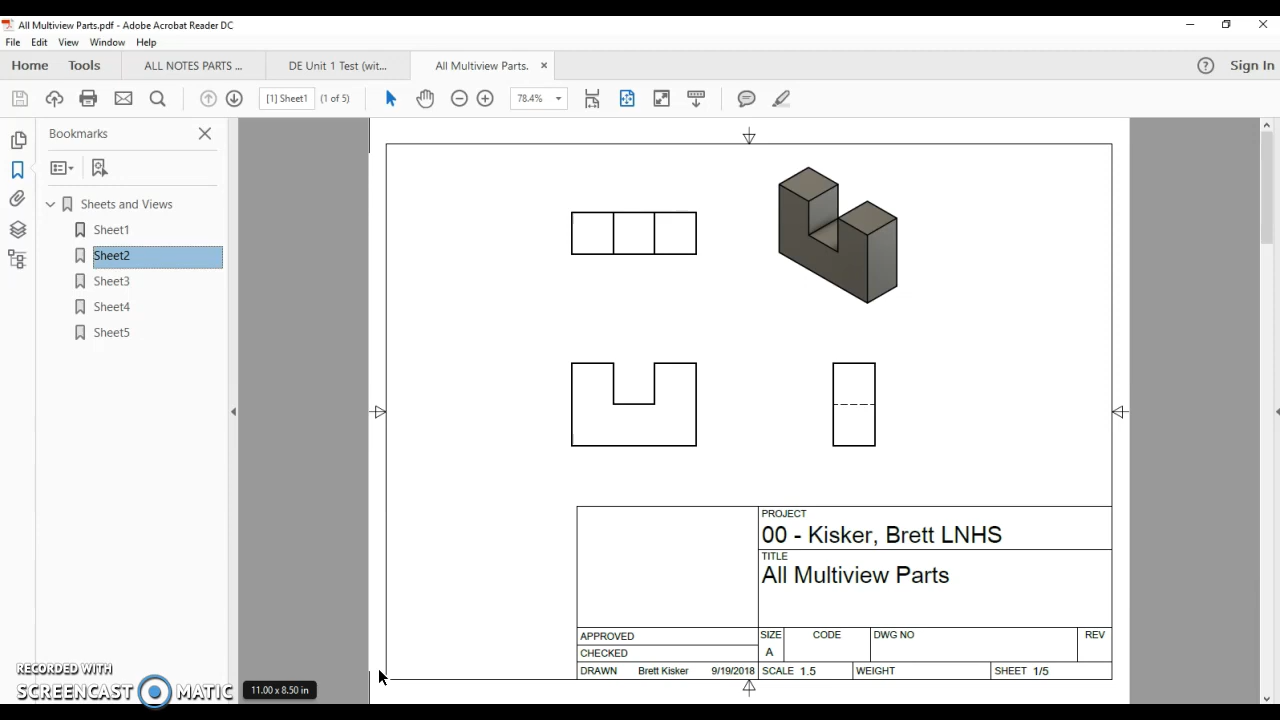 All Multiview Parts.pdf - Adobe Acrobat Reader DC
File Edit View Window Help
Home Tools ALL NOTES PARTS ... DE Unit 1 Test (wit... All Multiview Parts. × Sign In
[1] Sheet1 (1 of 5) 78.4%
Bookmarks
Sheets and Views
Sheet1
Sheet2
Sheet3
Sheet4
Sheet5
PROJECT
00 - Kisker, Brett LNHS
TITLE
All Multiview Parts
APPROVED
SIZE CODE DWG NO REV
CHECKED
A
DRAWN Brett Kisker 9/19/2018 SCALE 1.5 WEIGHT SHEET 1/5
RECORDED WITH
SCREENCAST MATIC
11.00 x 8.50 in